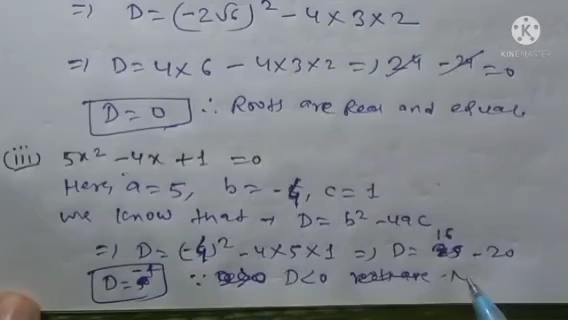 ⇒ D = (-2√6)² - 4×3×2
KINEMASTER
⇒ D = 4×6 - 4×3×2 ⇒ 24 - 24 = 0
D = 0 ∴ Roots are Real and equal
(iii) 5x² - 4x + 1 = 0
Here, a = 5, b = -4, c = 1
we know that → D = b² - 4ac
⇒ D = (-4)² - 4×5×1 ⇒ D = 16 - 20
D = -4 ∵ D<0